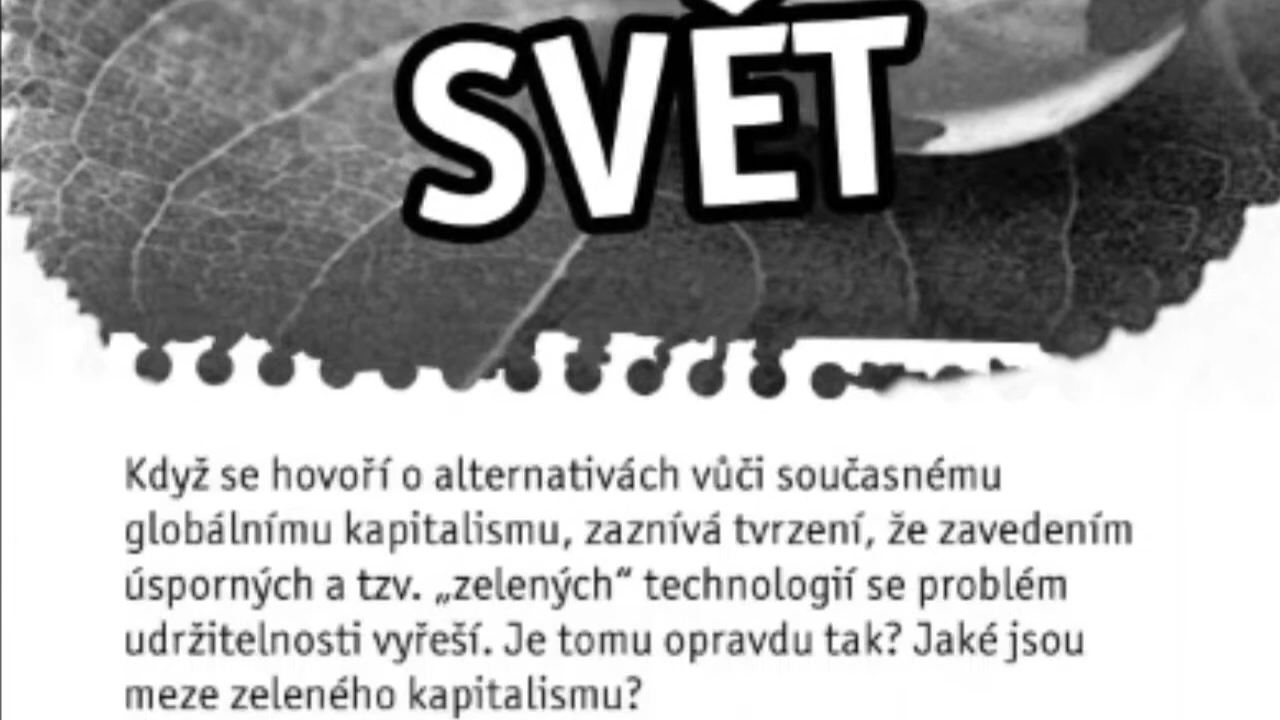 SVĚT
Když se hovoří o alternativách vůči současnému
globálnímu kapitalismu, zaznívá tvrzení, že zavedením
úsporných a tzv. „zelených“ technologií se problém
udržitelnosti vyřeší. Je tomu opravdu tak? Jaké jsou
meze zeleného kapitalismu?